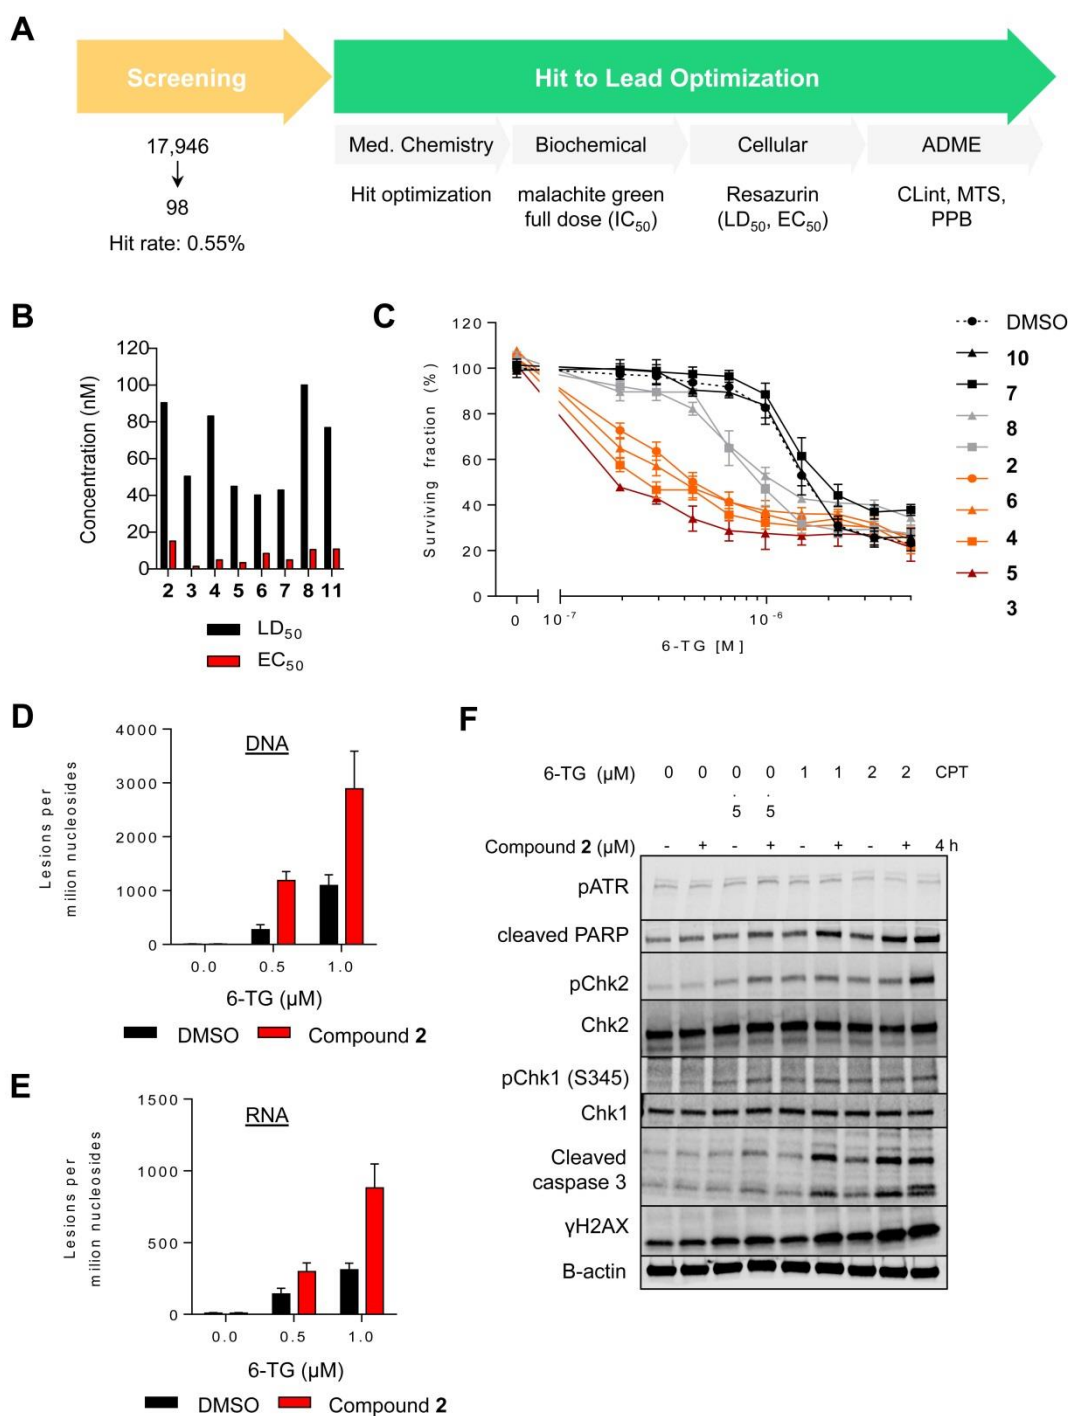 A
Screening
Hit to Lead Optimization
17,946
98
Hit rate: 0.55%
Med. Chemistry
Biochemical
Cellular
ADME
Hit optimization
malachite green
full dose (IC50)
Resazurin
(LD50, EC50)
CLint, MTS,
PPB
B
Concentration (nM)
120
80
40
20
0
2 3 4 5 6 7 8 11
LD50
EC50
C
Surviving fraction (%)
120
100
80
60
40
20
0
0 10-7 10-6
6-TG [M]
DMSO
10
7
8
2
6
4
5
3
D
DNA
Lesions per
milion nucleosides
4000
3000
2000
1000
0
0.0 0.5 1.0
6-TG (µM)
DMSO Compound 2
E
RNA
Lesions per
milion nucleosides
1500
1000
500
0
0.0 0.5 1.0
6-TG (µM)
DMSO Compound 2
F
6-TG (µM) 0 0 0.5 0.5 1 1 2 2 CPT
Compound 2 (µM) - + - + - + - + 4 h
pATR
cleaved PARP
pChk2
Chk2
pChk1 (S345)
Chk1
Cleaved
caspase 3
γH2AX
B-actin